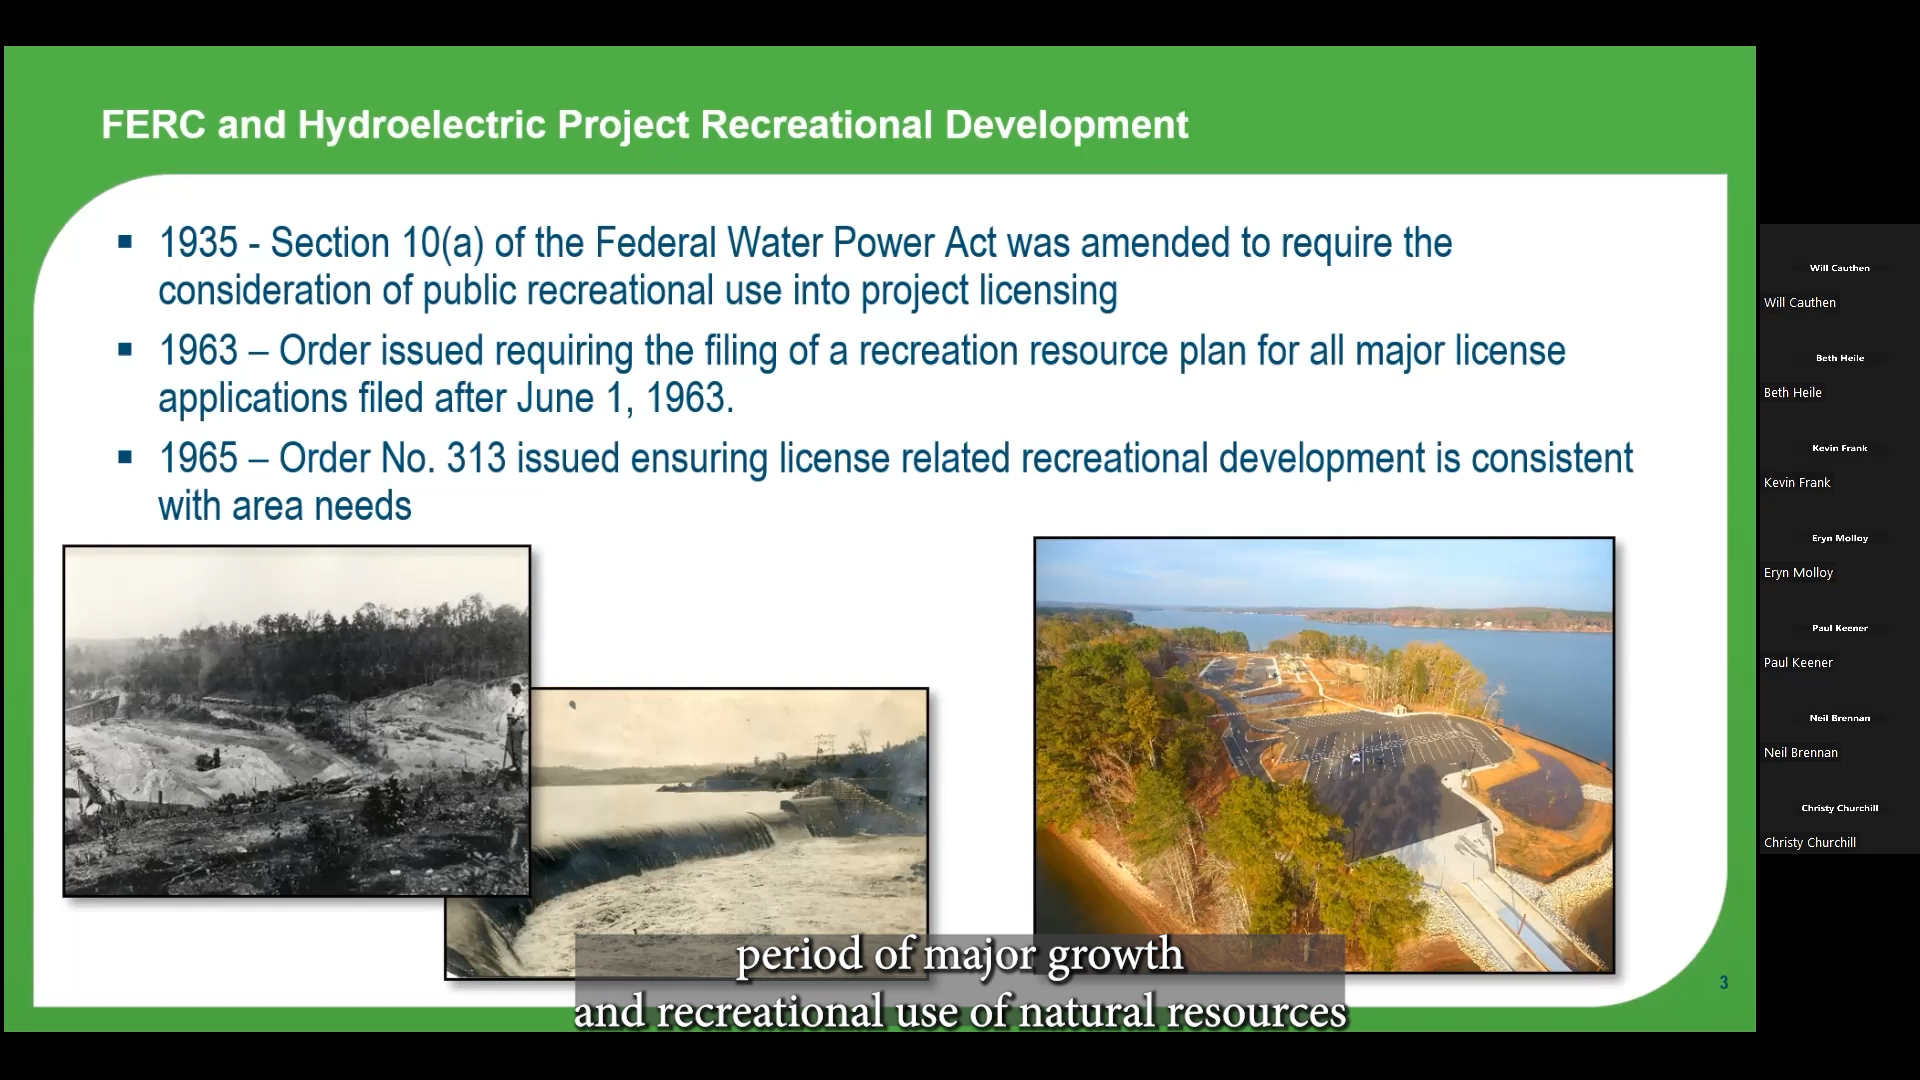 FERC and Hydroelectric Project Recreational Development
▪ 1935 - Section 10(a) of the Federal Water Power Act was amended to require the
consideration of public recreational use into project licensing
▪ 1963 – Order issued requiring the filing of a recreation resource plan for all major license
applications filed after June 1, 1963.
▪ 1965 – Order No. 313 issued ensuring license related recreational development is consistent
with area needs
period of major growth
and recreational use of natural resources
3
Will Cauthen
Will Cauthen
Beth Heile
Beth Heile
Kevin Frank
Kevin Frank
Eryn Molloy
Eryn Molloy
Paul Keener
Paul Keener
Neil Brennan
Neil Brennan
Christy Churchill
Christy Churchill